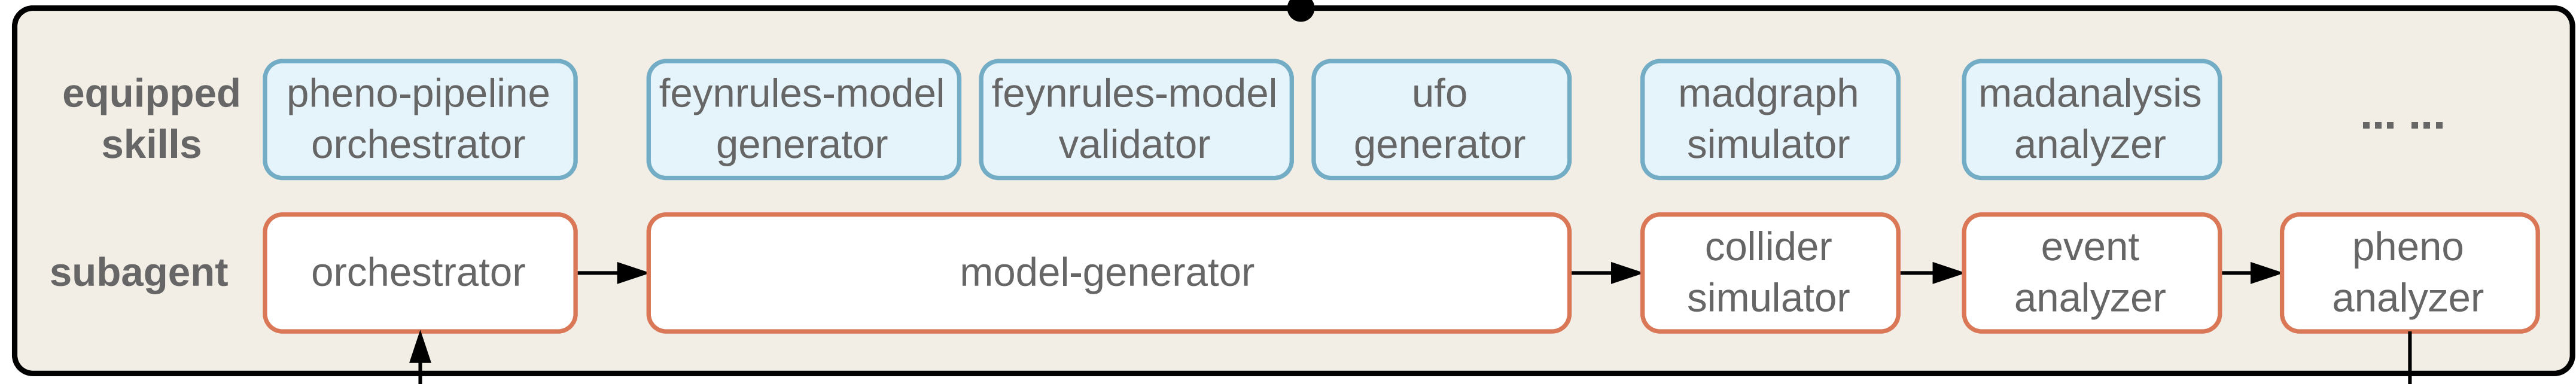 equipped
skills
pheno-pipeline
orchestrator
feynrules-model
generator
feynrules-model
validator
ufo
generator
madgraph
simulator
madanalysis
analyzer
... ...
subagent
orchestrator
model-generator
collider
simulator
event
analyzer
pheno
analyzer